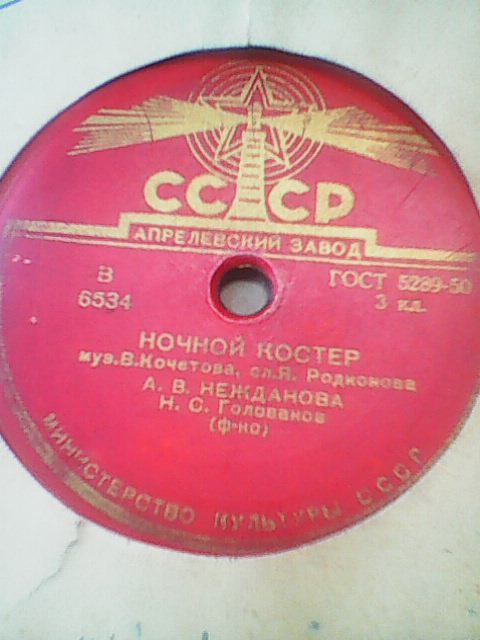 СССР
АПРЕЛЕВСКИЙ ЗАВОД
В
6534
ГОСТ 5289-50
3 кл.
НОЧНОЙ КОСТЕР
муз. В. Кочетова, сл. Я. Родионова
А. В. НЕЖДАНОВА
Н. С. Голованов
(ф-но)
МИНИСТЕРСТВО КУЛЬТУРЫ СССР